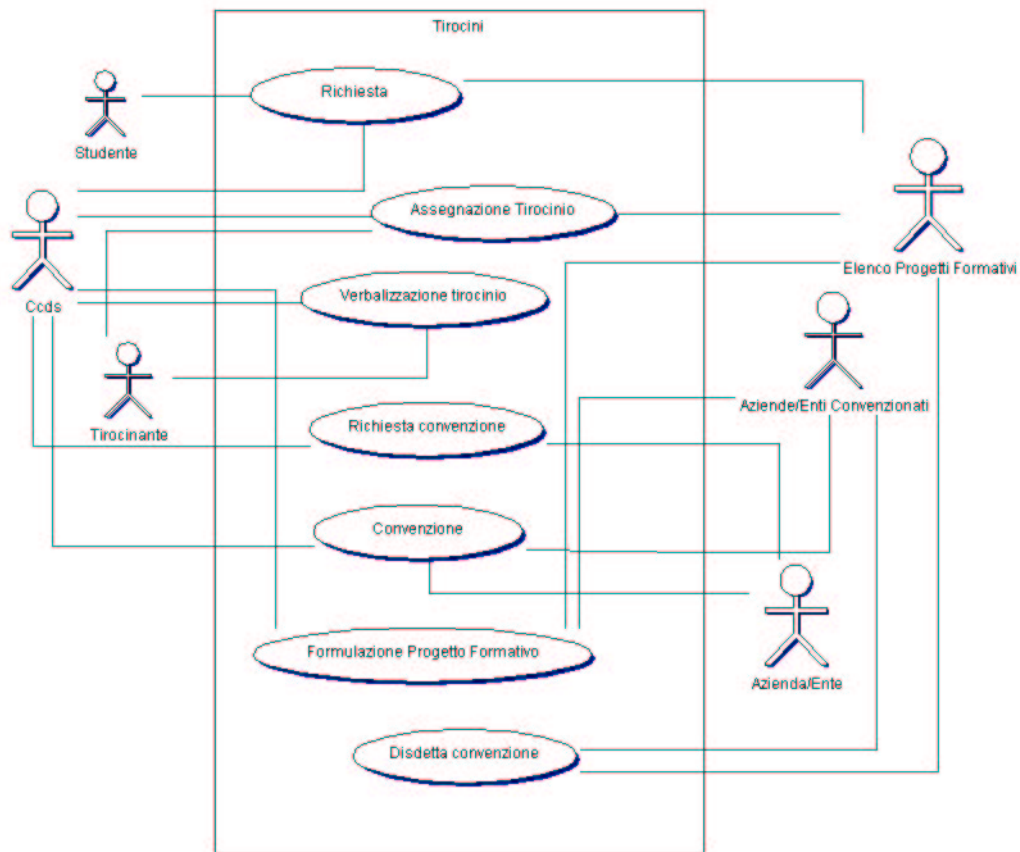 Tirocini
Richiesta
Studente
Assegnazione Tirocinio
Elenco Progetti Formativi
Ccds
Verbalizzazione tirocinio
Aziende/Enti Convenzionati
Tirocinante
Richiesta convenzione
Convenzione
Formulazione Progetto Formativo
Azienda/Ente
Disdetta convenzione